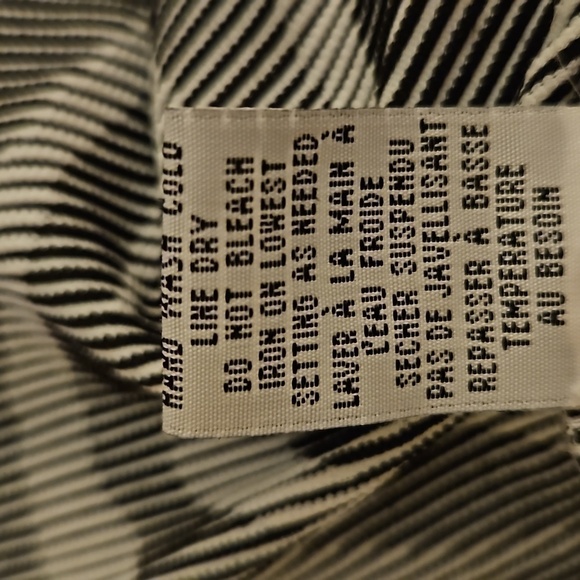 HAND WASH COLD
LINE DRY
DO NOT BLEACH
IRON ON LOWEST
SETTING AS NEEDED
LAVER À LA MAIN À
L'EAU FROIDE
SECHER SUSPENDU
PAS DE JAVELLISANT
REPASSER À BASSE
TEMPERATURE
AU BESOIN